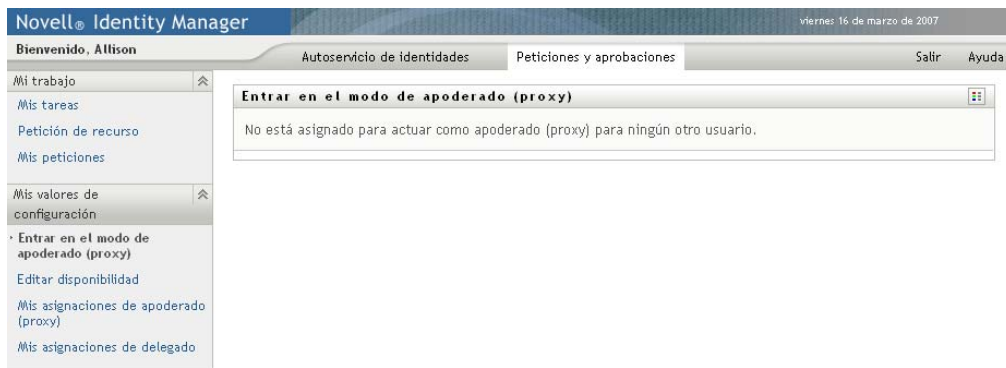 Novell® Identity Manager
viernes 16 de marzo de 2007
Bienvenido, Allison
Autoservicio de identidades
Peticiones y aprobaciones
Salir
Ayuda
Mi trabajo
Mis tareas
Petición de recurso
Mis peticiones
Mis valores de
configuración
Entrar en el modo de
apoderado (proxy)
Editar disponibilidad
Mis asignaciones de apoderado
(proxy)
Mis asignaciones de delegado
Entrar en el modo de apoderado (proxy)
No está asignado para actuar como apoderado (proxy) para ningún otro usuario.